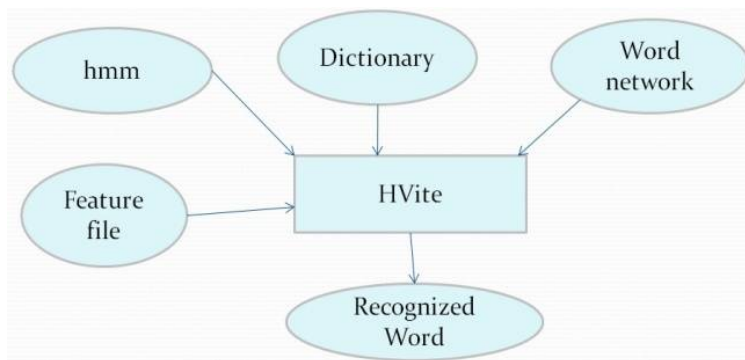 hmm
Dictionary
Word
network
Feature
file
HVite
Recognized
Word